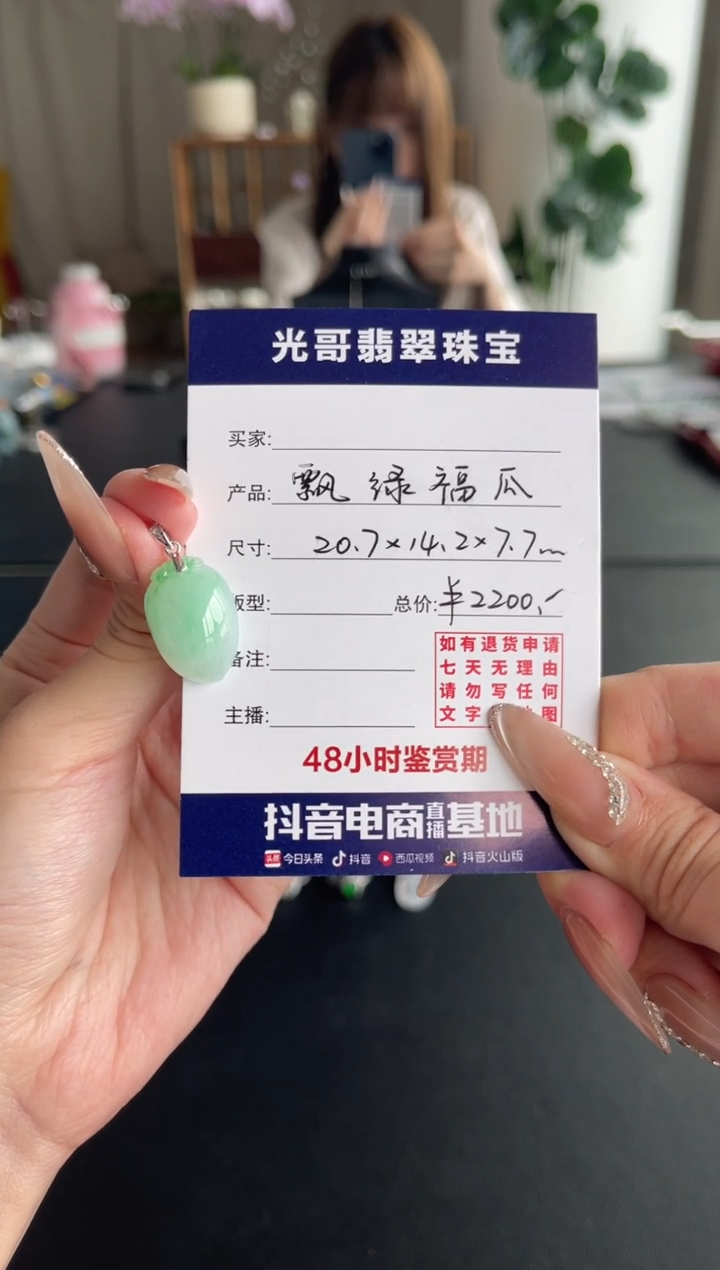 光哥翡翠珠宝
买家:
产品: 飘绿福瓜
尺寸: 20.7×14.2×7.7mm
版型: 总价:¥2200.
备注:
主播:
如有退货申请
七天无理由
请勿写任何
文字 图
48小时鉴赏期
抖音电商直播基地
头条 今日头条 抖音 西瓜视频 抖音火山版